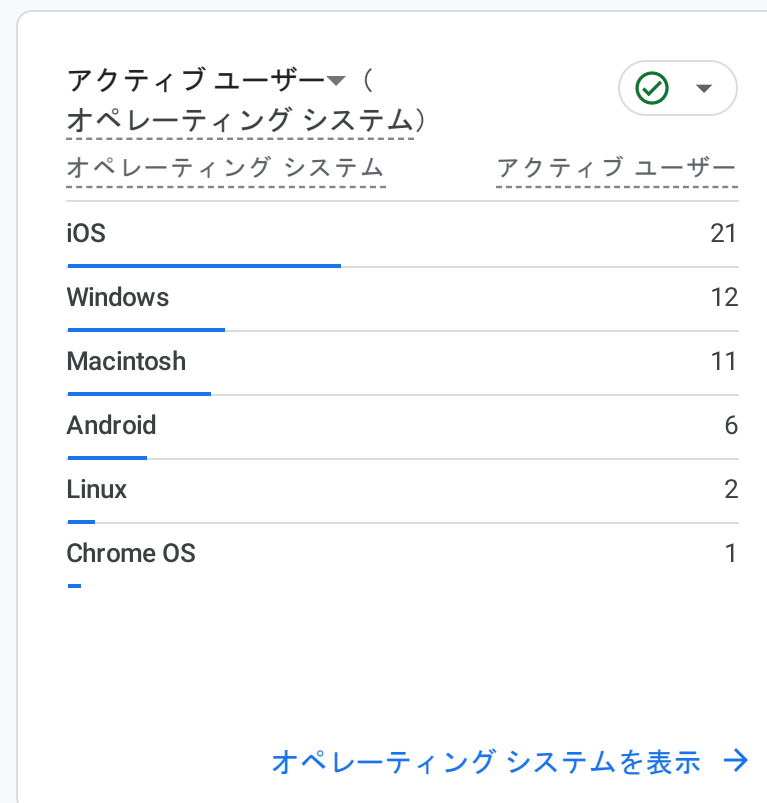 アクティブ ユーザー▼（
オペレーティング システム）
オペレーティング システム アクティブ ユーザー
iOS 21
Windows 12
Macintosh 11
Android 6
Linux 2
Chrome OS 1
オペレーティング システムを表示 →